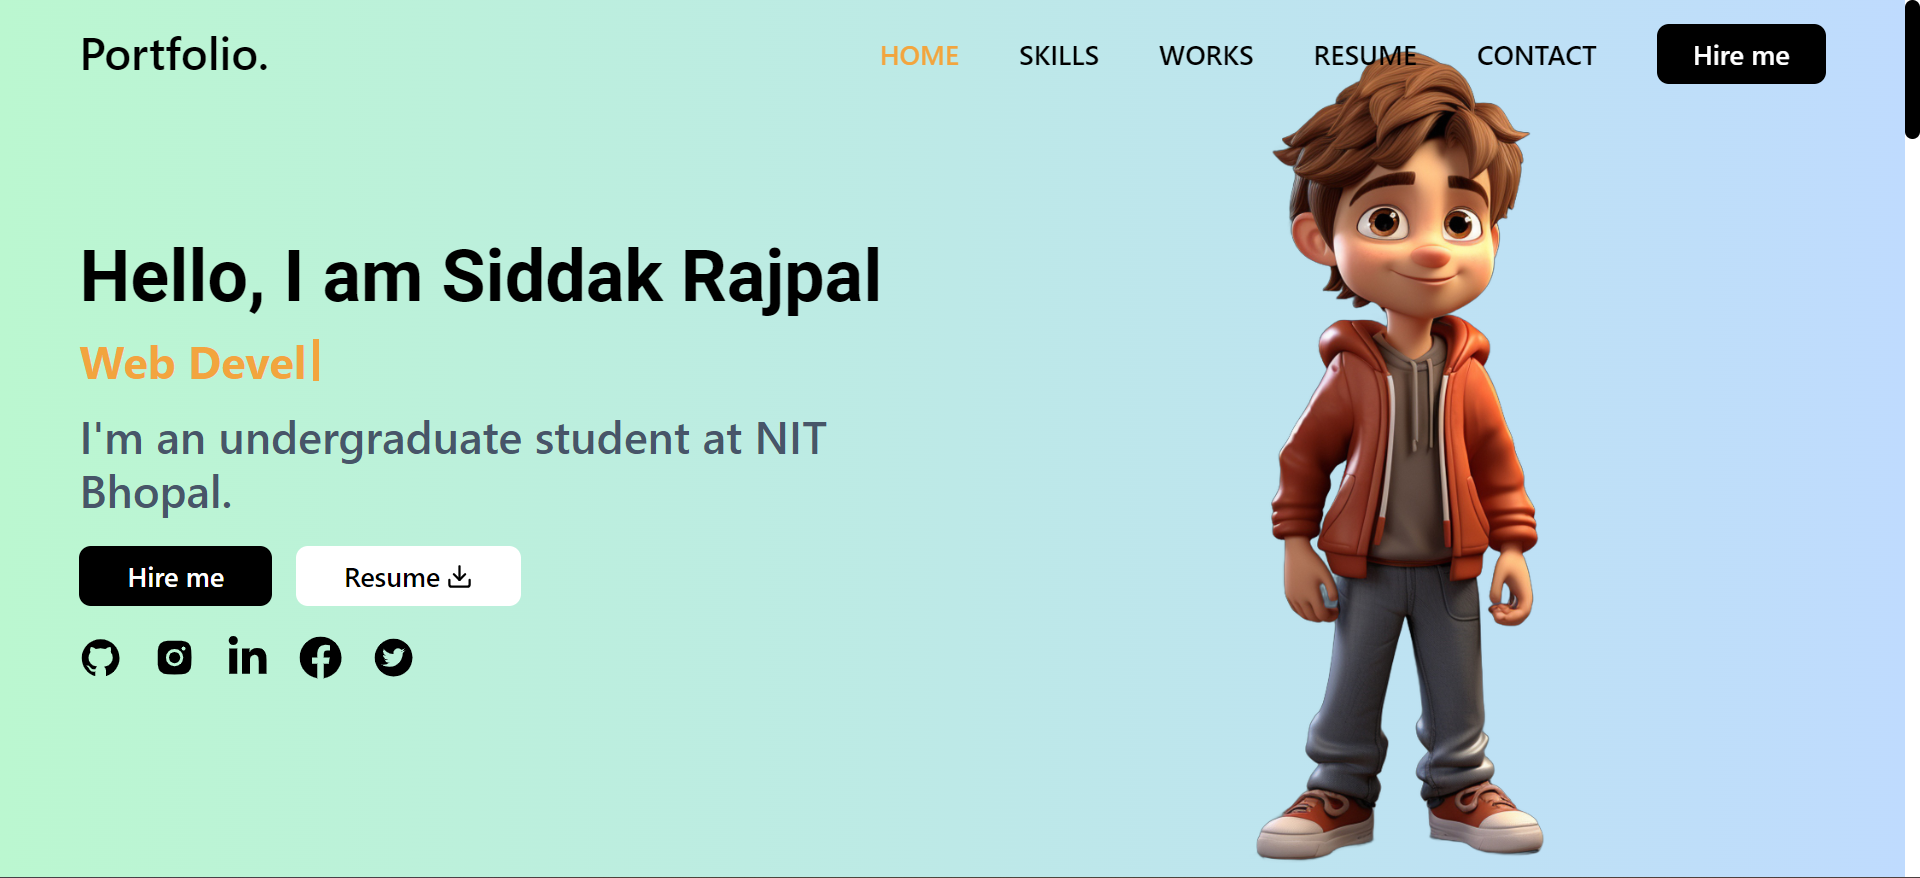 Portfolio.
HOME SKILLS WORKS RESUME CONTACT Hire me
Hello, I am Siddak Rajpal
Web Devel
I'm an undergraduate student at NIT
Bhopal.
Hire me Resume